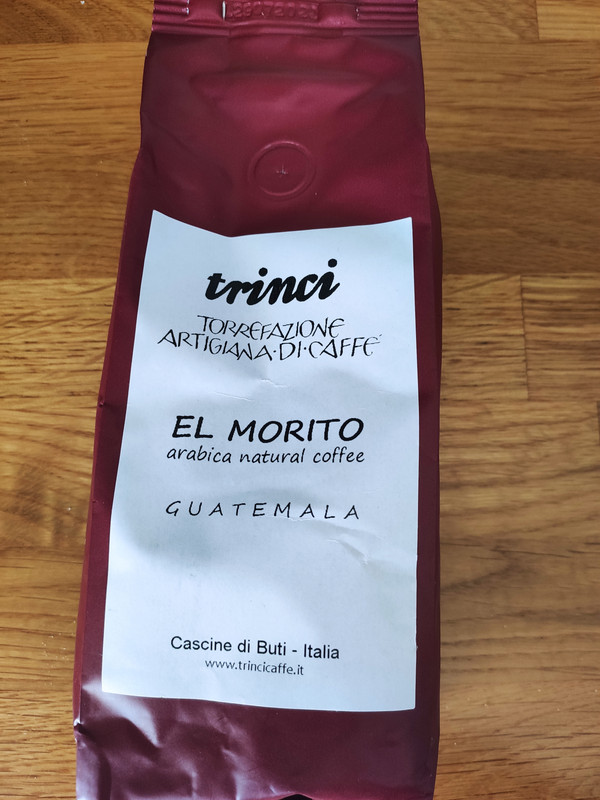 trinci
TORREFAZIONE
ARTIGIANA·DI·CAFFE'
EL MORITO
arabica natural coffee
GUATEMALA
Cascine di Buti - Italia
www.trincicaffe.it